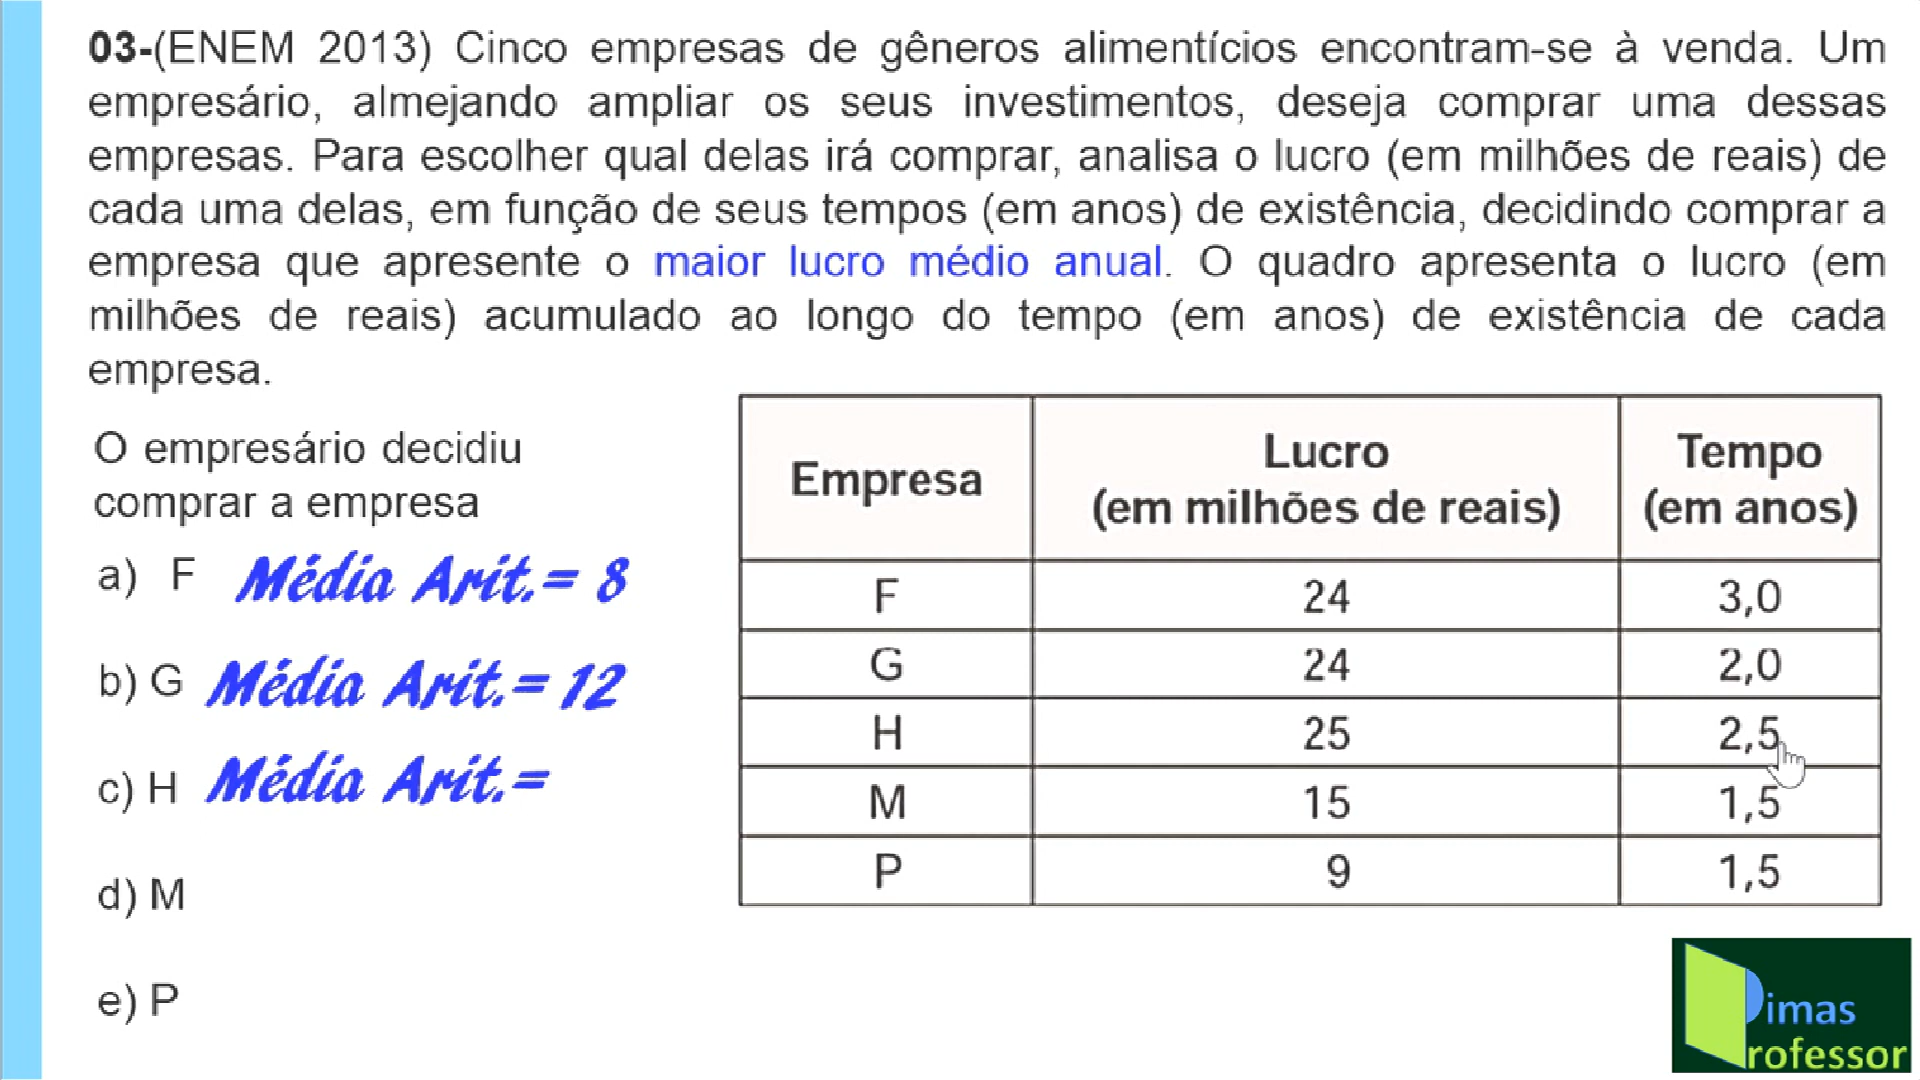 03-(ENEM 2013) Cinco empresas de gêneros alimentícios encontram-se à venda. Um
empresário, almejando ampliar os seus investimentos, deseja comprar uma dessas
empresas. Para escolher qual delas irá comprar, analisa o lucro (em milhões de reais) de
cada uma delas, em função de seus tempos (em anos) de existência, decidindo comprar a
empresa que apresente o maior lucro médio anual. O quadro apresenta o lucro (em
milhões de reais) acumulado ao longo do tempo (em anos) de existência de cada
empresa.
O empresário decidiu
comprar a empresa
a) F Média Arit.= 8
b) G Média Arit.= 12
c) H Média Arit.=
d) M
e) P
Empresa Lucro (em milhões de reais) Tempo (em anos)
F 24 3,0
G 24 2,0
H 25 2,5
M 15 1,5
P 9 1,5
Dimas
Professor